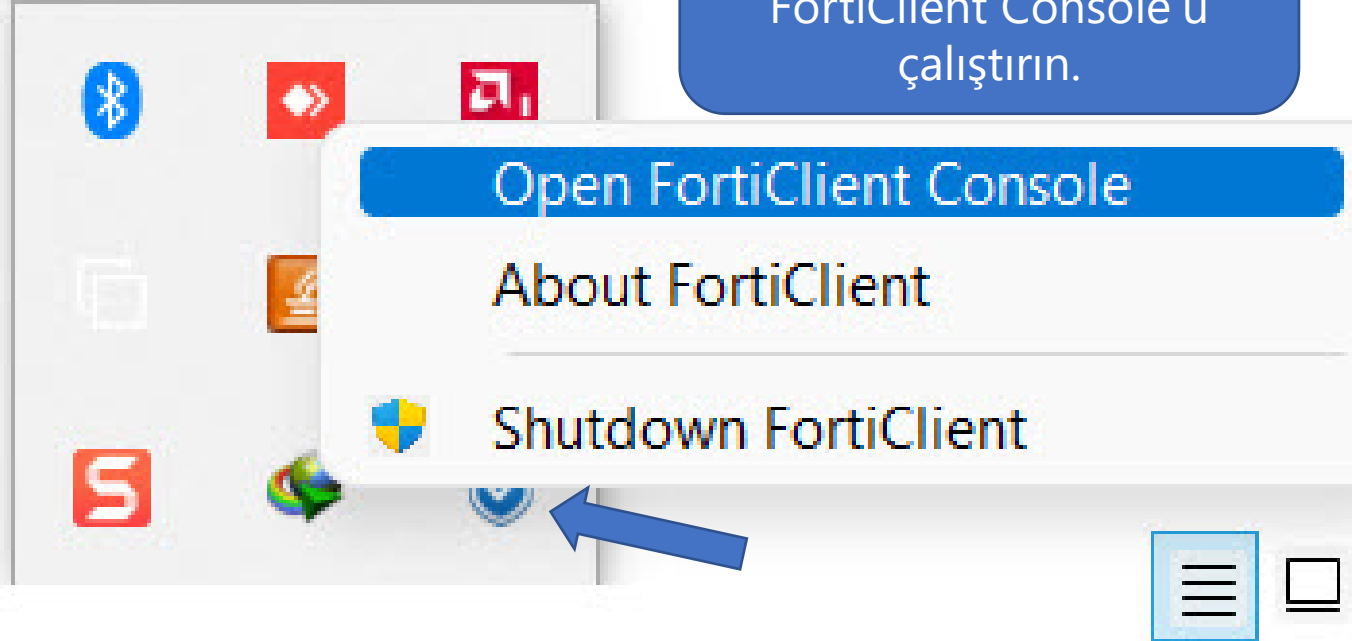 FortiClient Console'u
çalıştırın.
Open FortiClient Console
About FortiClient
Shutdown FortiClient